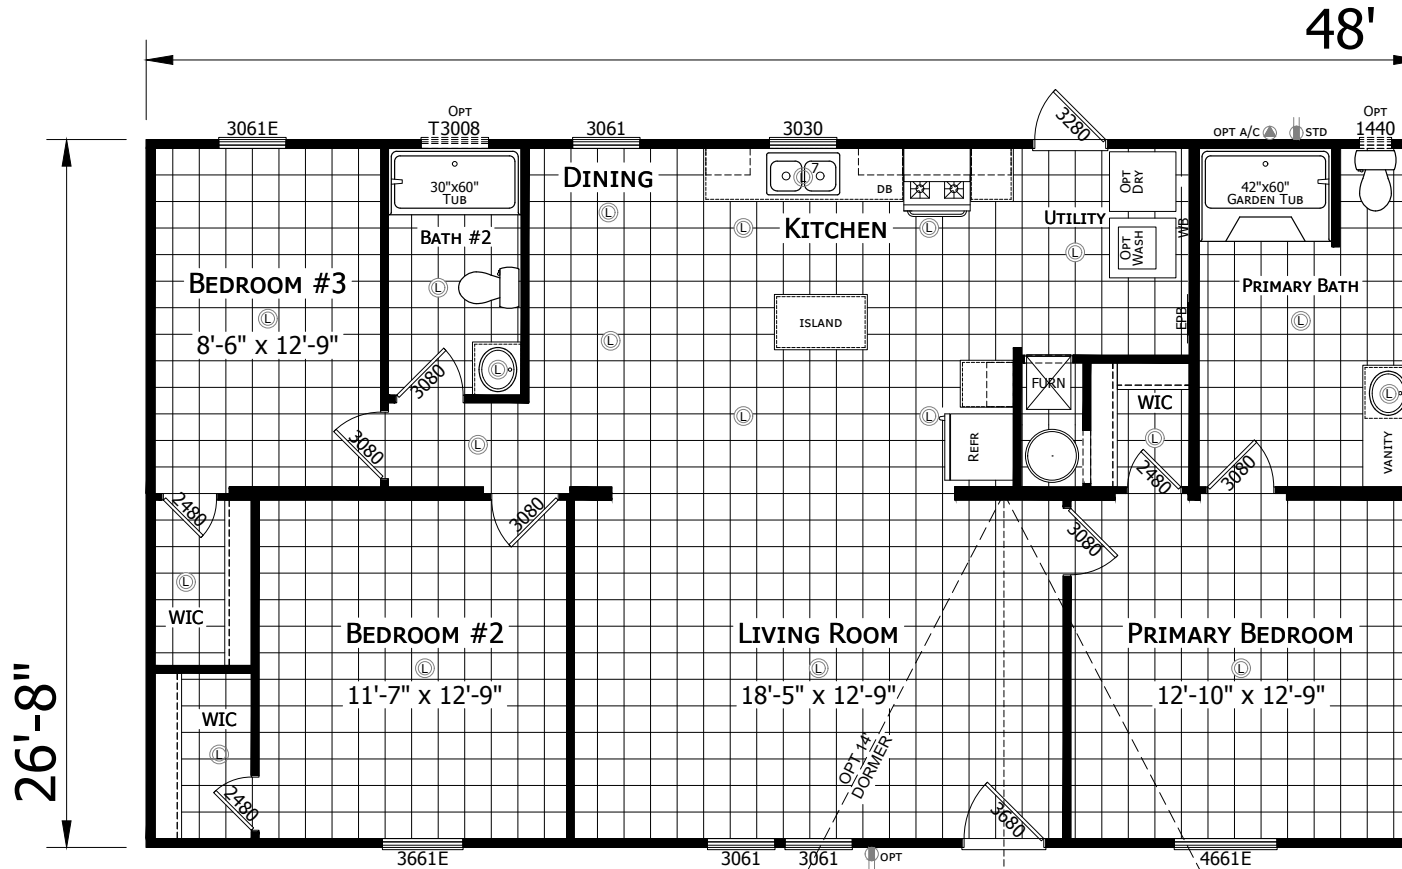 48'
OPT
OPT
3061E
T3008
3061
3030
3280
OPT A/C
STD
1440
30"x60"
TUB
DINING
7
L
DB
OPT
DRY
42"x60"
GARDEN TUB
L
UTILITY
WB
BATH #2
L
KITCHEN
L
OPT
WASH
L
BEDROOM #3
L
PRIMARY BATH
L
ISLAND
EPB
L
8'-6" X 12'-9"
L
3080
L
FURN
L
WIC
L
L
3080
L
REFR
L
VANITY
2480
3080
2480
3080
3080
L
WIC
BEDROOM #2
LIVING ROOM
PRIMARY BEDROOM
L
L
L
11'-7" X 12'-9"
18'-5" X 12'-9"
12'-10" X 12'-9"
26'-8"
WIC
L
OPT 14'
DORMER
2480
3680
3661E
3061
3061
OPT
4661E